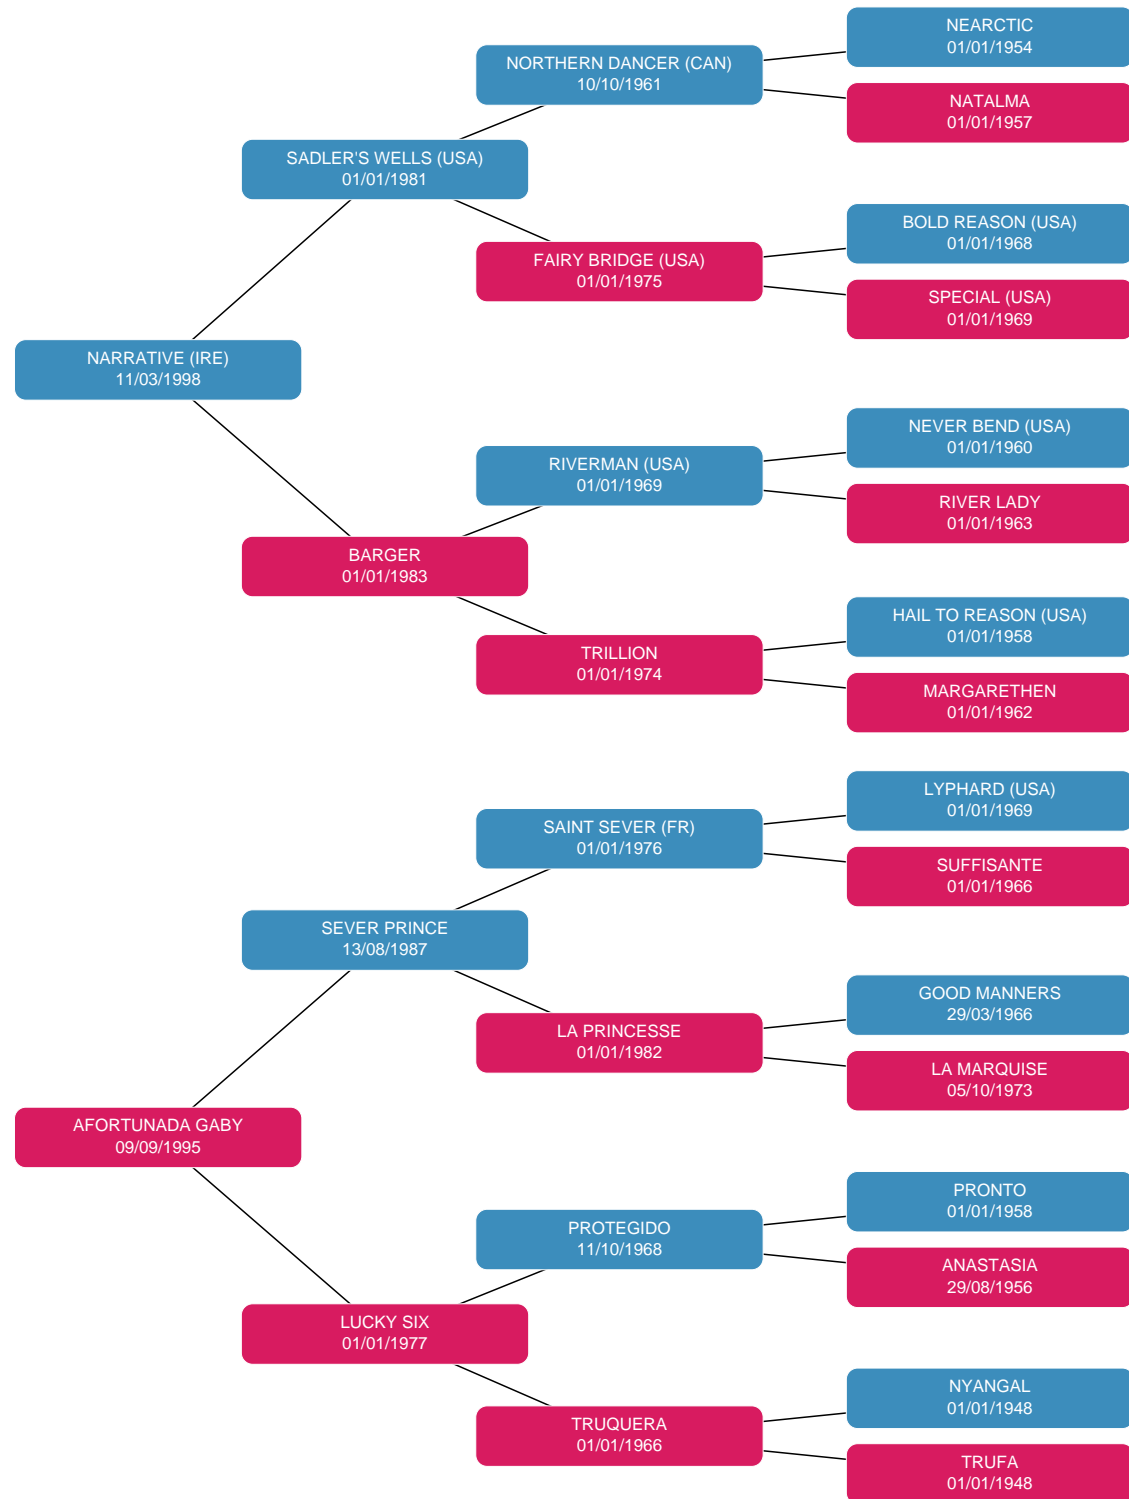 NEARCTIC
01/01/1954
NORTHERN DANCER (CAN)
10/10/1961
NATALMA
01/01/1957
SADLER'S WELLS (USA)
01/01/1981
BOLD REASON (USA)
01/01/1968
FAIRY BRIDGE (USA)
01/01/1975
SPECIAL (USA)
01/01/1969
NARRATIVE (IRE)
11/03/1998
NEVER BEND (USA)
01/01/1960
RIVERMAN (USA)
01/01/1969
RIVER LADY
01/01/1963
BARGER
01/01/1983
HAIL TO REASON (USA)
01/01/1958
TRILLION
01/01/1974
MARGARETHEN
01/01/1962
LYPHARD (USA)
01/01/1969
SAINT SEVER (FR)
01/01/1976
SUFFISANTE
01/01/1966
SEVER PRINCE
13/08/1987
GOOD MANNERS
29/03/1966
LA PRINCESSE
01/01/1982
LA MARQUISE
05/10/1973
AFORTUNADA GABY
09/09/1995
PRONTO
01/01/1958
PROTEGIDO
11/10/1968
ANASTASIA
29/08/1956
LUCKY SIX
01/01/1977
NYANGAL
01/01/1948
TRUQUERA
01/01/1966
TRUFA
01/01/1948